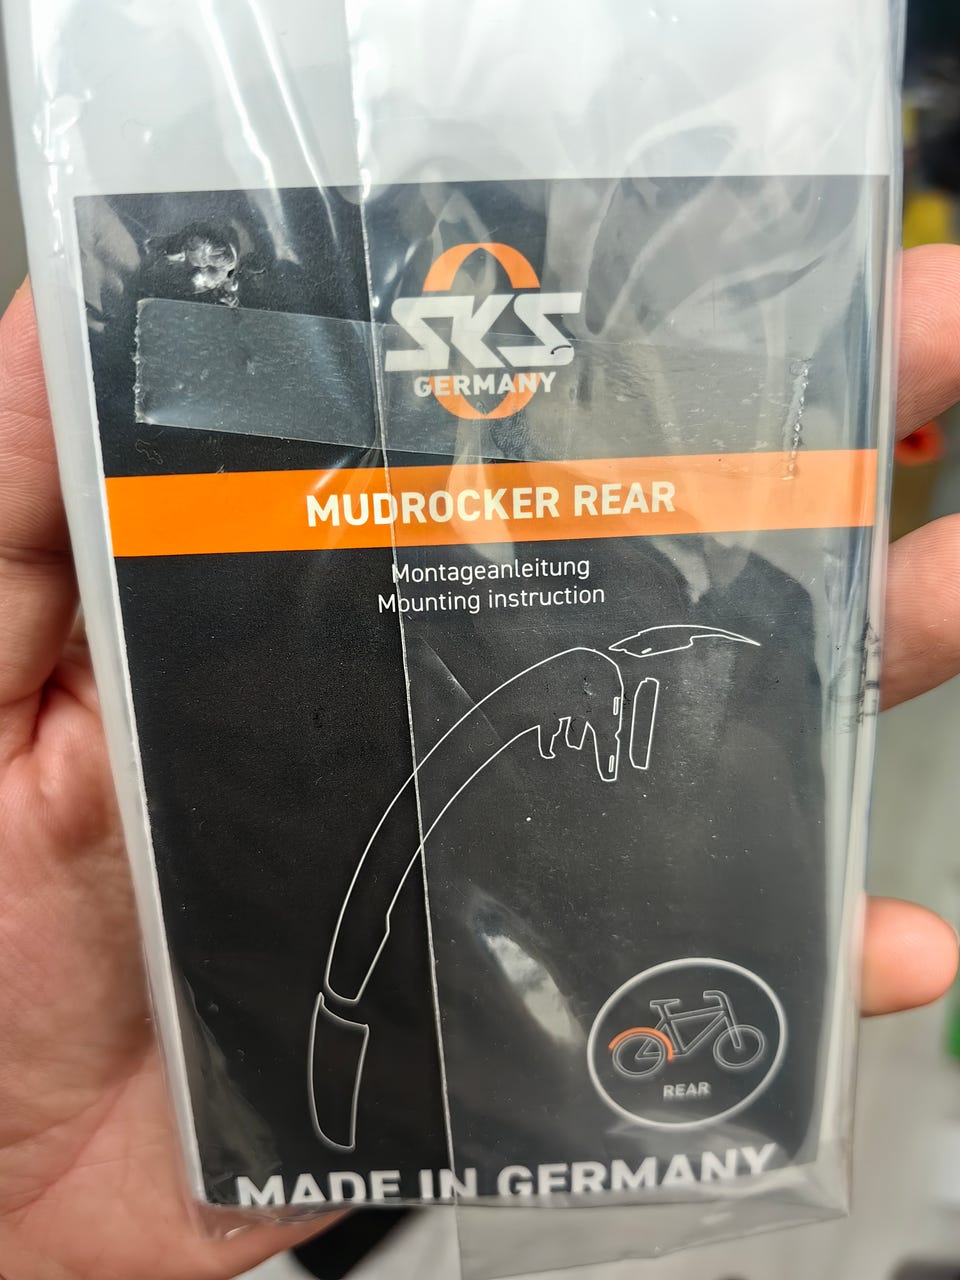 SKS
GERMANY
MUDROCKER REAR
Montageanleitung
Mounting instruction
REAR
MADE IN GERMANY